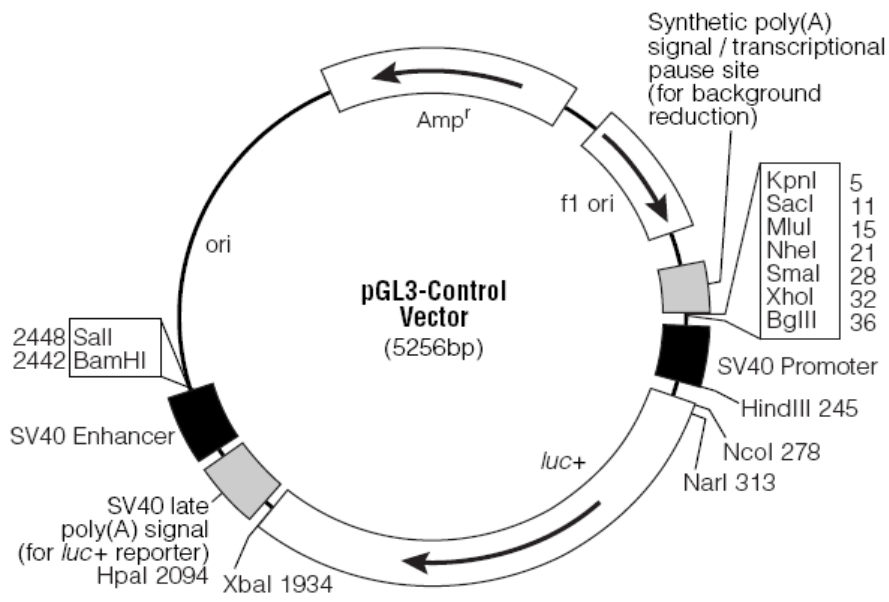 Synthetic poly(A)
signal / transcriptional
pause site
(for background
reduction)
Ampʳ
f1 ori
KpnI 5
SacI 11
MluI 15
NheI 21
SmaI 28
XhoI 32
BglII 36
ori
pGL3-Control
Vector
(5256bp)
2448 SalI
2442 BamHI
SV40 Promoter
HindIII 245
SV40 Enhancer
luc+
NcoI 278
NarI 313
SV40 late
poly(A) signal
(for luc+ reporter)
HpaI 2094
XbaI 1934